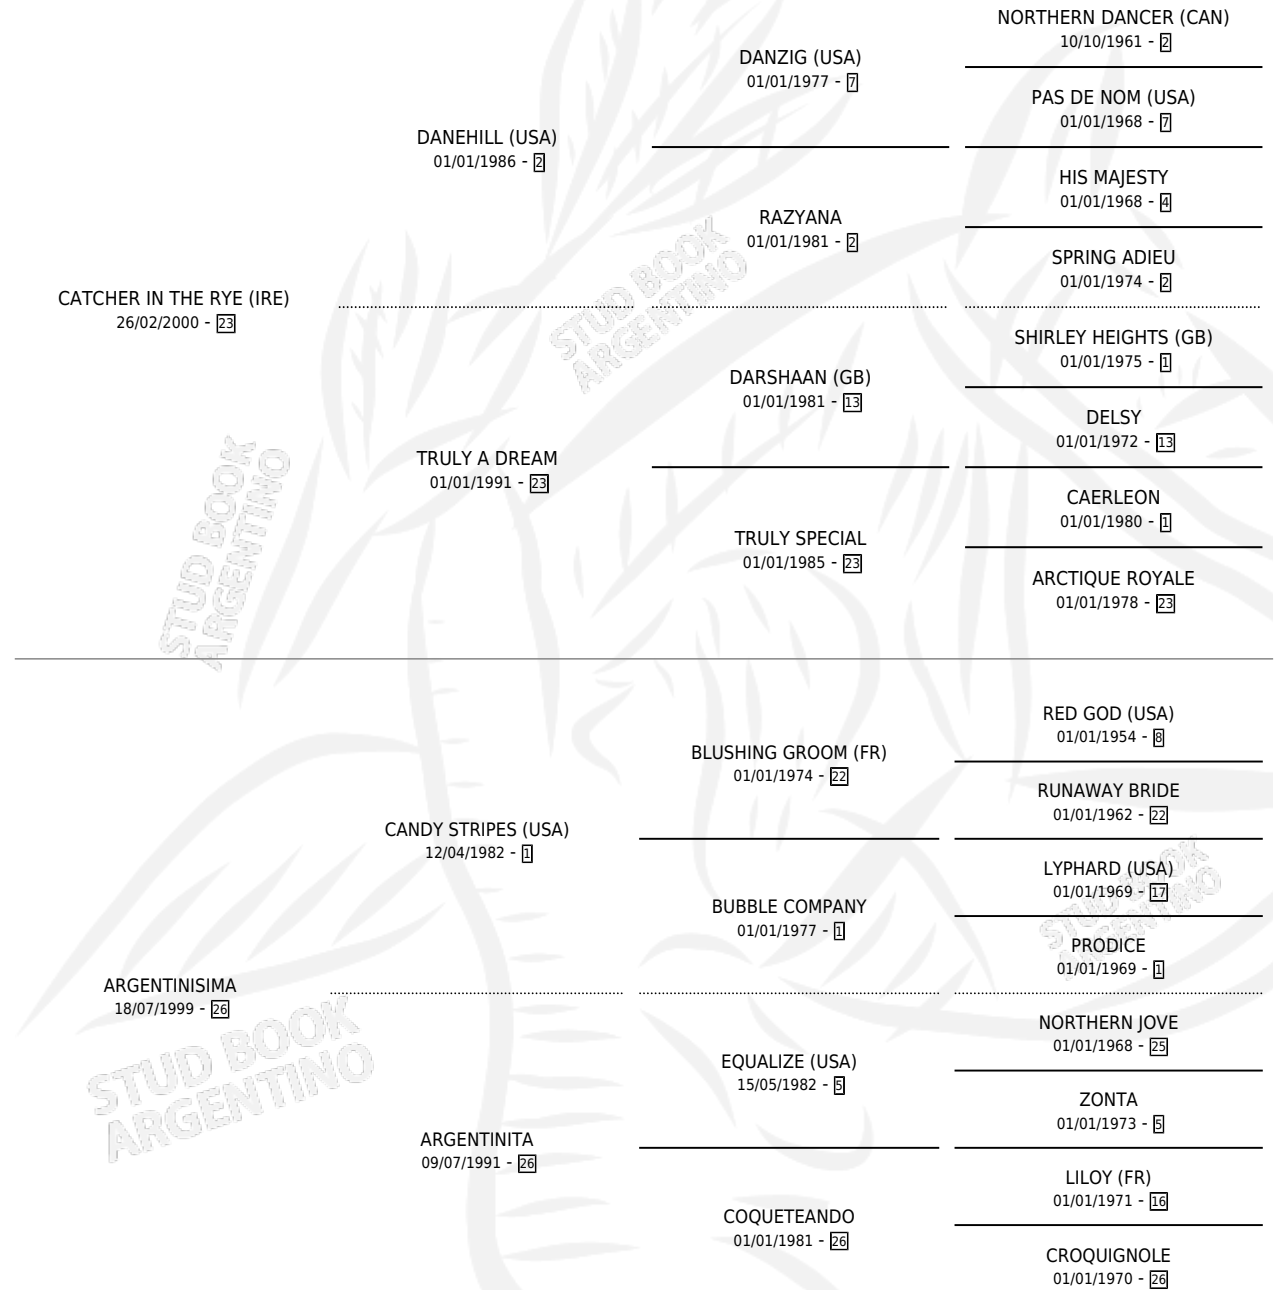 NORTHERN DANCER (CAN)
10/10/1961 - 2
DANZIG (USA)
01/01/1977 - 7
PAS DE NOM (USA)
01/01/1968 - 7
DANEHILL (USA)
01/01/1986 - 2
HIS MAJESTY
01/01/1968 - 4
RAZYANA
01/01/1981 - 2
SPRING ADIEU
01/01/1974 - 2
CATCHER IN THE RYE (IRE)
26/02/2000 - 23
SHIRLEY HEIGHTS (GB)
01/01/1975 - 1
DARSHAAN (GB)
01/01/1981 - 13
DELSY
01/01/1972 - 13
TRULY A DREAM
01/01/1991 - 23
CAERLEON
01/01/1980 - 1
TRULY SPECIAL
01/01/1985 - 23
ARCTIQUE ROYALE
01/01/1978 - 23
RED GOD (USA)
01/01/1954 - 8
BLUSHING GROOM (FR)
01/01/1974 - 22
RUNAWAY BRIDE
01/01/1962 - 22
CANDY STRIPES (USA)
12/04/1982 - 1
LYPHARD (USA)
01/01/1969 - 17
BUBBLE COMPANY
01/01/1977 - 1
PRODICE
01/01/1969 - 1
ARGENTINISIMA
18/07/1999 - 26
NORTHERN JOVE
01/01/1968 - 25
EQUALIZE (USA)
15/05/1982 - 5
ZONTA
01/01/1973 - 5
ARGENTINITA
09/07/1991 - 26
LILOY (FR)
01/01/1971 - 16
COQUETEANDO
01/01/1981 - 26
CROQUIGNOLE
01/01/1970 - 26
STUD BOOK
ARGENTINO
STUD BOOK
ARGENTINO
STUD BOOK
ARGENTINO
STUD BOOK
ARGENTINO